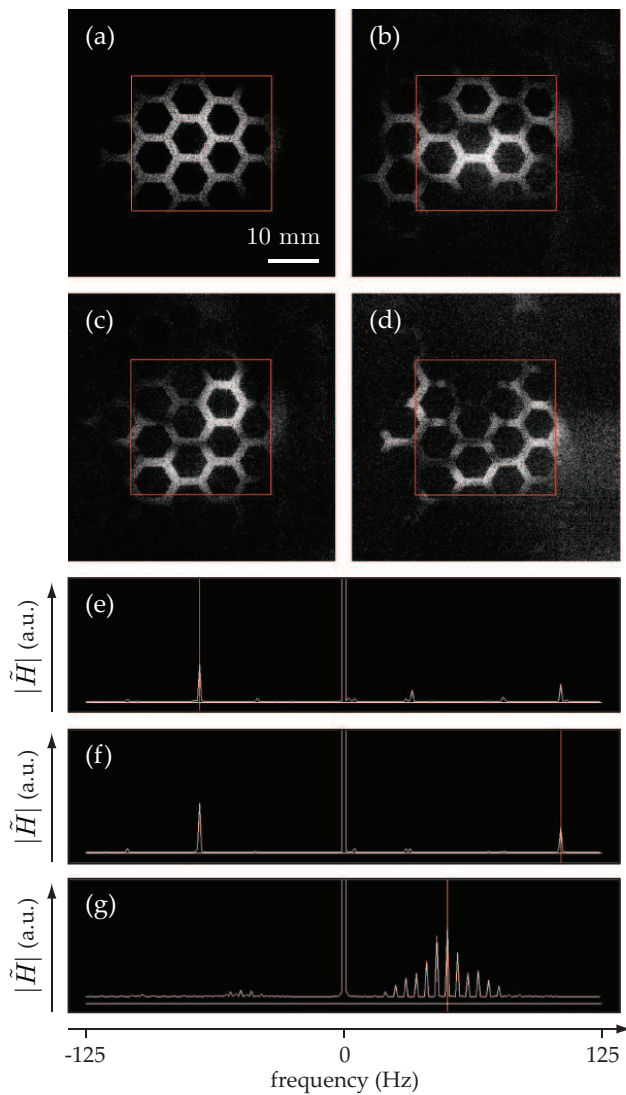 (a)
(b)
10 mm
(c)
(d)
(e)
|H̃| (a.u.)
(f)
|H̃| (a.u.)
(g)
|H̃| (a.u.)
-125 0 125
frequency (Hz)